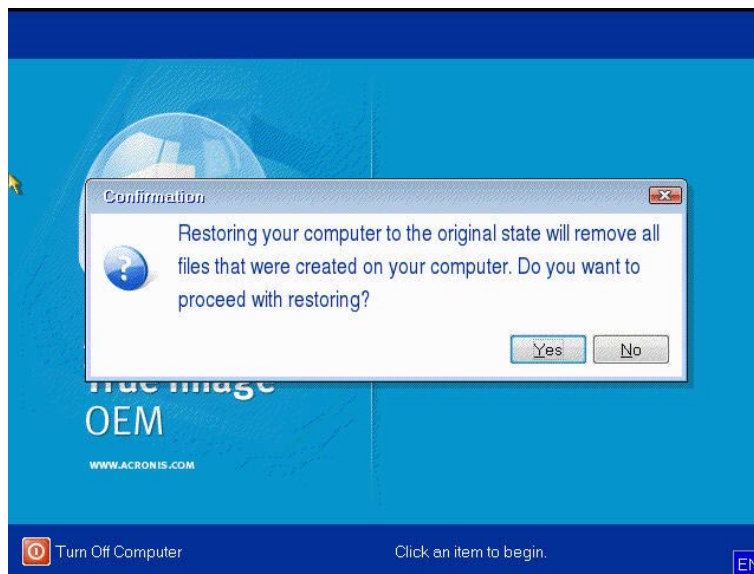 Confirmation
Restoring your computer to the original state will remove all
files that were created on your computer. Do you want to
proceed with restoring?
Yes
No
True Image
OEM
WWW.ACRONIS.COM
Turn Off Computer
Click an item to begin.
EN